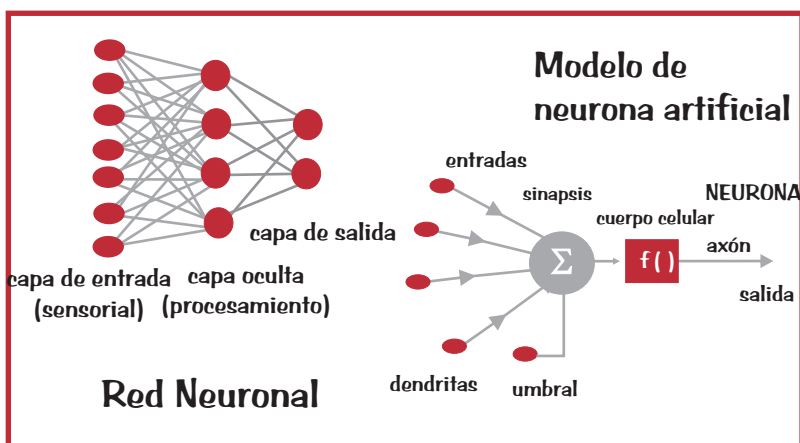 Modelo de
neurona artificial
entradas
sinapsis
NEURONA
cuerpo celular
Σ
f()
axón
salida
dendritas
umbral
capa de salida
capa de entrada
(sensorial)
capa oculta
(procesamiento)
Red Neuronal